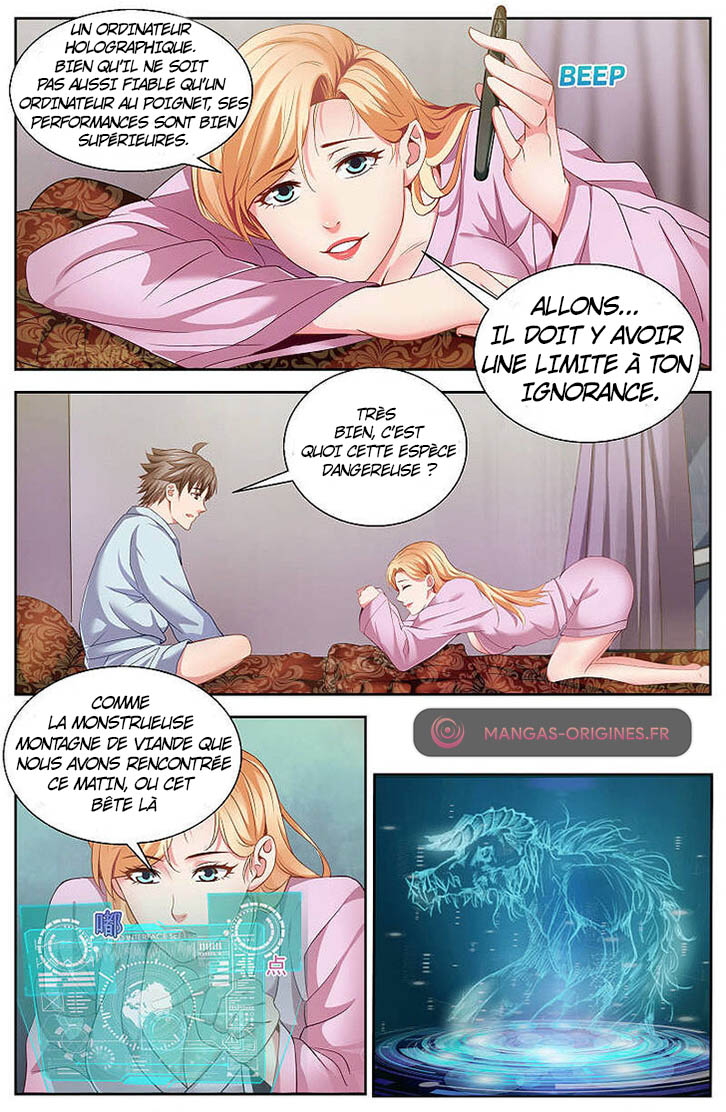 UN ORDINATEUR
HOLOGRAPHIQUE.
BIEN QU'IL NE SOIT
PAS AUSSI FIABLE QU'UN
ORDINATEUR AU POIGNET, SES
PERFORMANCES SONT BIEN
SUPÉRIEURES.
BEEP
ALLONS...
IL DOIT Y AVOIR
UNE LIMITE À TON
IGNORANCE.
TRÈS
BIEN, C'EST
QUOI CETTE ESPÈCE
DANGEREUSE ?
COMME
LA MONSTRUEUSE
MONTAGNE DE VIANDE QUE
NOUS AVONS RENCONTRÉE
CE MATIN, OU CET
BÊTE LÀ
MANGAS-ORIGINES.FR
嘟
点